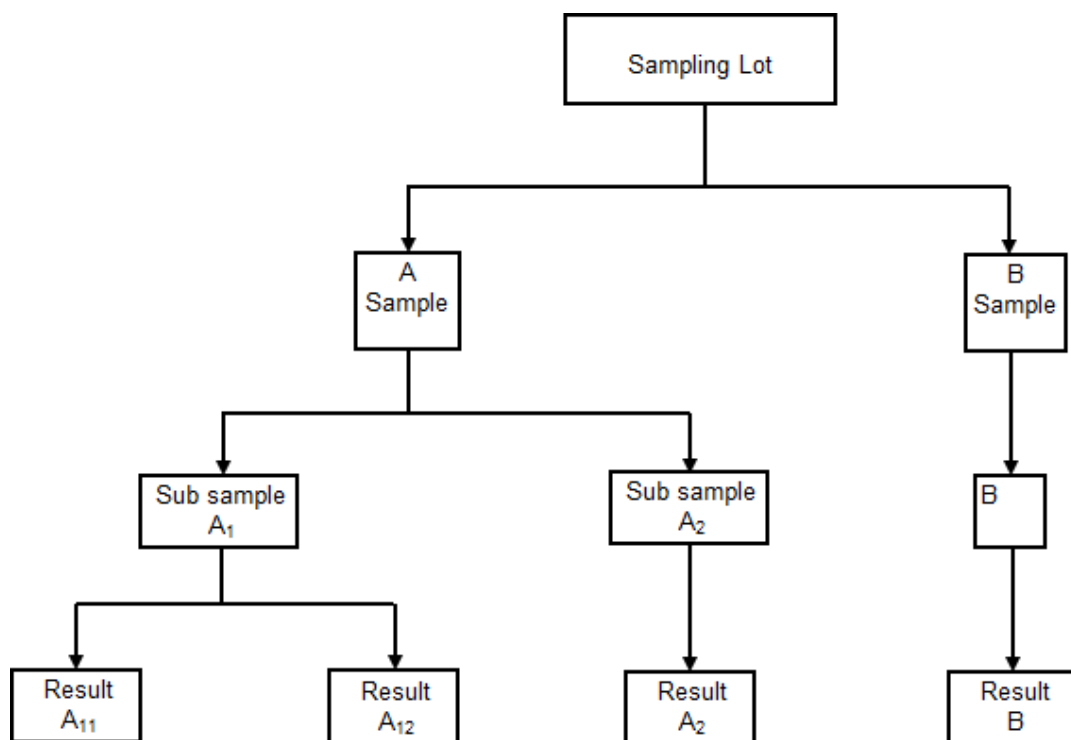 Sampling Lot
A
Sample
B
Sample
Sub sample
A₁
Sub sample
A₂
B
Result
A₁₁
Result
A₁₂
Result
A₂
Result
B